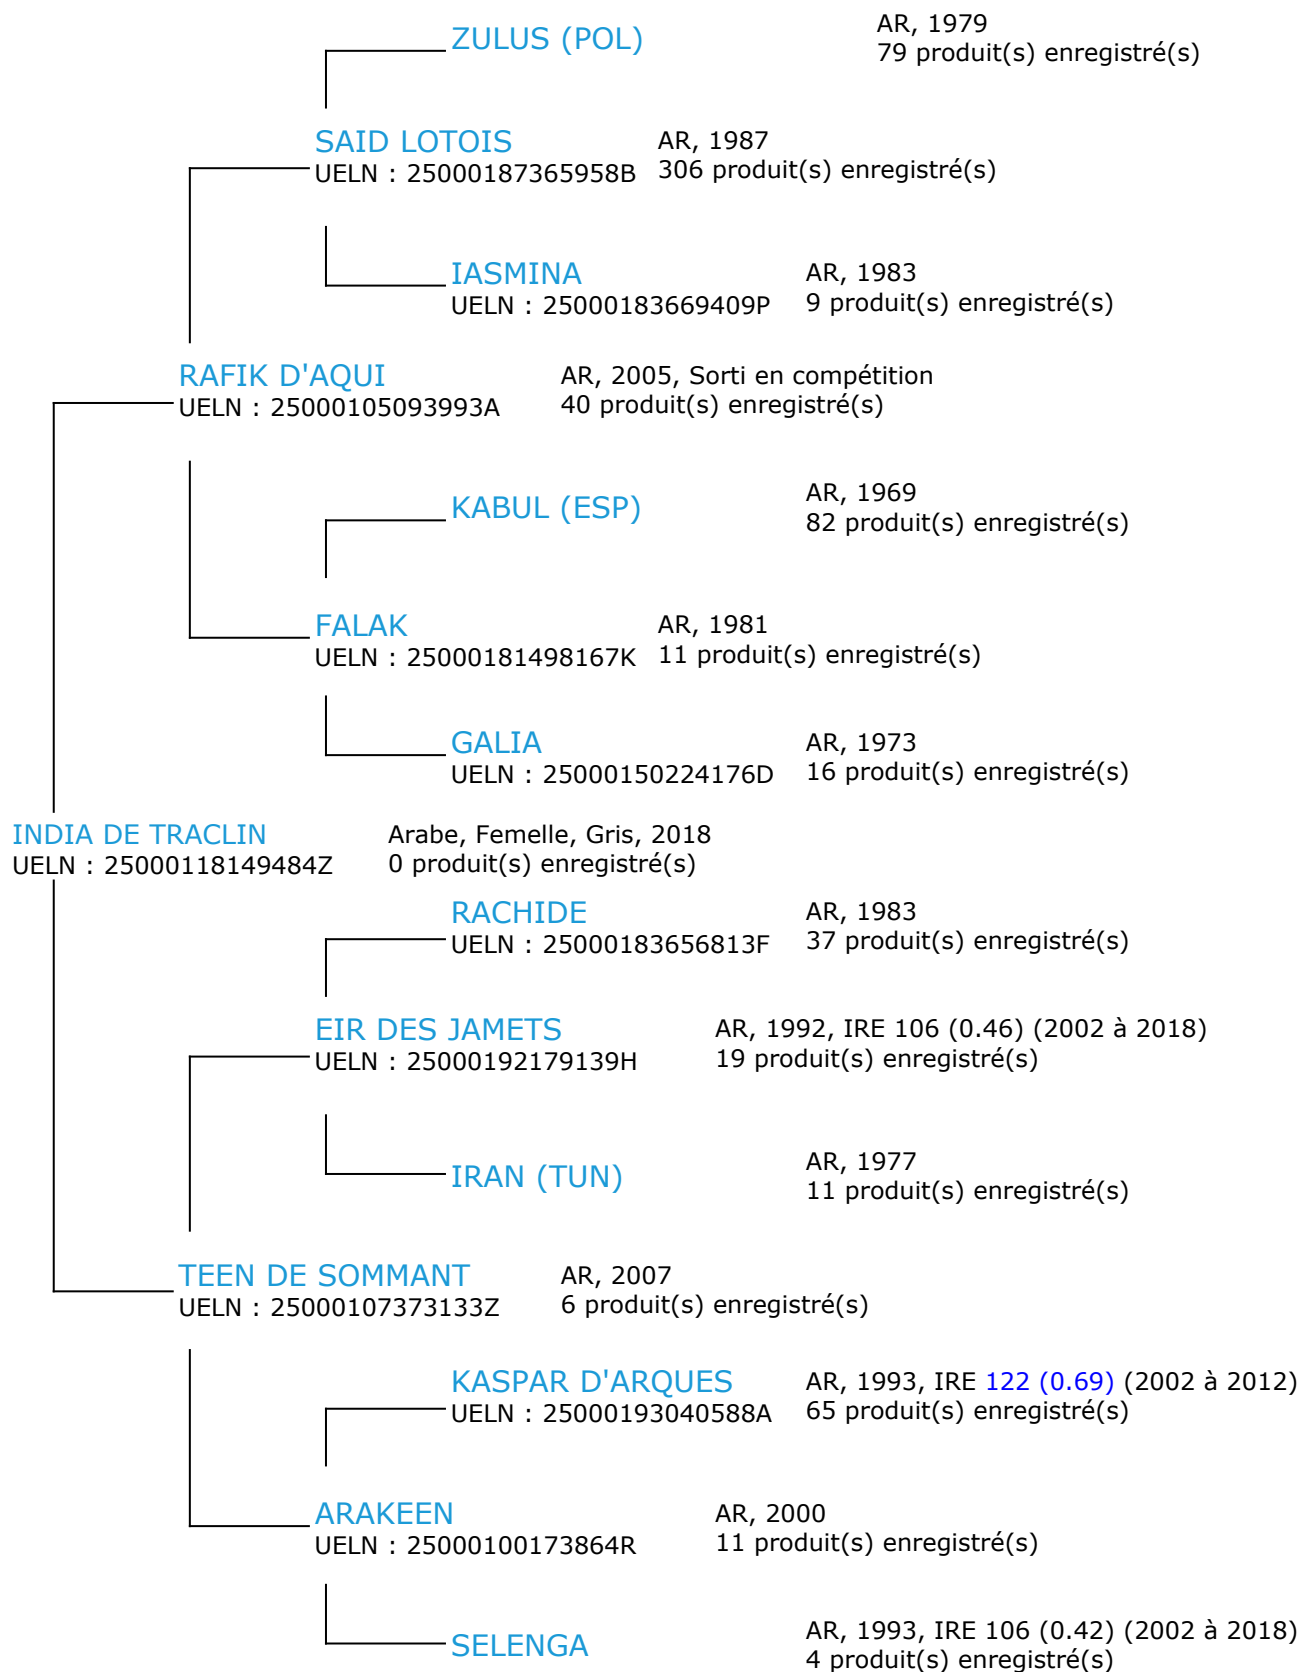 ZULUS (POL)
AR, 1979
79 produit(s) enregistré(s)
SAID LOTOIS
UELN : 25000187365958B
AR, 1987
306 produit(s) enregistré(s)
IASMINA
UELN : 25000183669409P
AR, 1983
9 produit(s) enregistré(s)
RAFIK D'AQUI
UELN : 25000105093993A
AR, 2005, Sorti en compétition
40 produit(s) enregistré(s)
KABUL (ESP)
AR, 1969
82 produit(s) enregistré(s)
FALAK
UELN : 25000181498167K
AR, 1981
11 produit(s) enregistré(s)
GALIA
UELN : 25000150224176D
AR, 1973
16 produit(s) enregistré(s)
INDIA DE TRACLIN
UELN : 250001118149484Z
Arabe, Femelle, Gris, 2018
0 produit(s) enregistré(s)
RACHIDE
UELN : 25000183656813F
AR, 1983
37 produit(s) enregistré(s)
EIR DES JAMETS
UELN : 25000192179139H
AR, 1992, IRE 106 (0.46) (2002 à 2018)
19 produit(s) enregistré(s)
IRAN (TUN)
AR, 1977
11 produit(s) enregistré(s)
TEEN DE SOMMANT
UELN : 25000107373133Z
AR, 2007
6 produit(s) enregistré(s)
KASPAR D'ARQUES
UELN : 25000193040588A
AR, 1993, IRE 122 (0.69) (2002 à 2012)
65 produit(s) enregistré(s)
ARAKEEN
UELN : 25000100173864R
AR, 2000
11 produit(s) enregistré(s)
SELENGA
AR, 1993, IRE 106 (0.42) (2002 à 2018)
4 produit(s) enregistré(s)